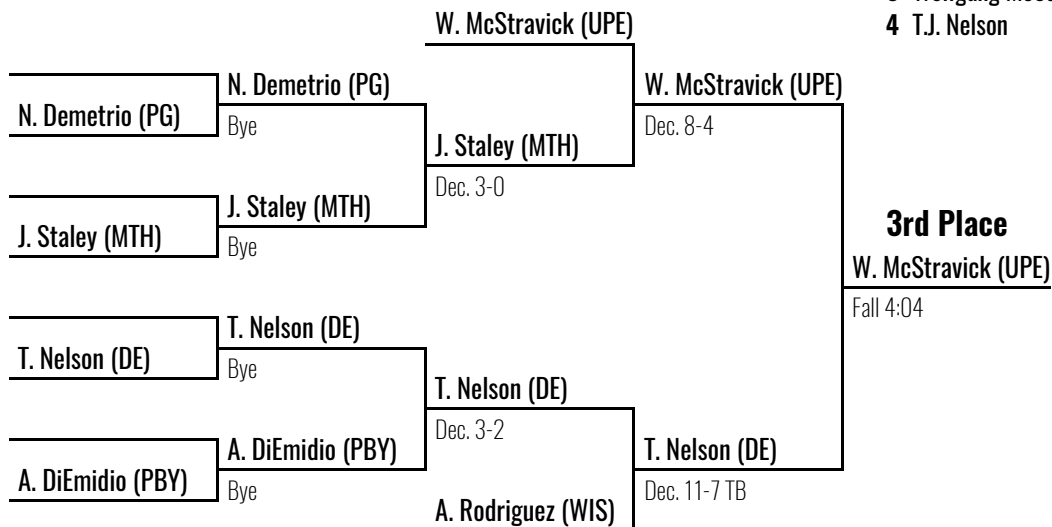 W. McStravick (UPE)
4 T.J. Nelson
N. Demetrio (PG)
N. Demetrio (PG)
Bye
W. McStravick (UPE)
Dec. 8-4
J. Staley (MTH)
Dec. 3-0
J. Staley (MTH)
J. Staley (MTH)
Bye
3rd Place
W. McStravick (UPE)
Fall 4:04
T. Nelson (DE)
T. Nelson (DE)
Bye
T. Nelson (DE)
Dec. 3-2
A. DiEmidio (PBY)
A. DiEmidio (PBY)
Bye
T. Nelson (DE)
Dec. 11-7 TB
A. Rodriguez (WIS)